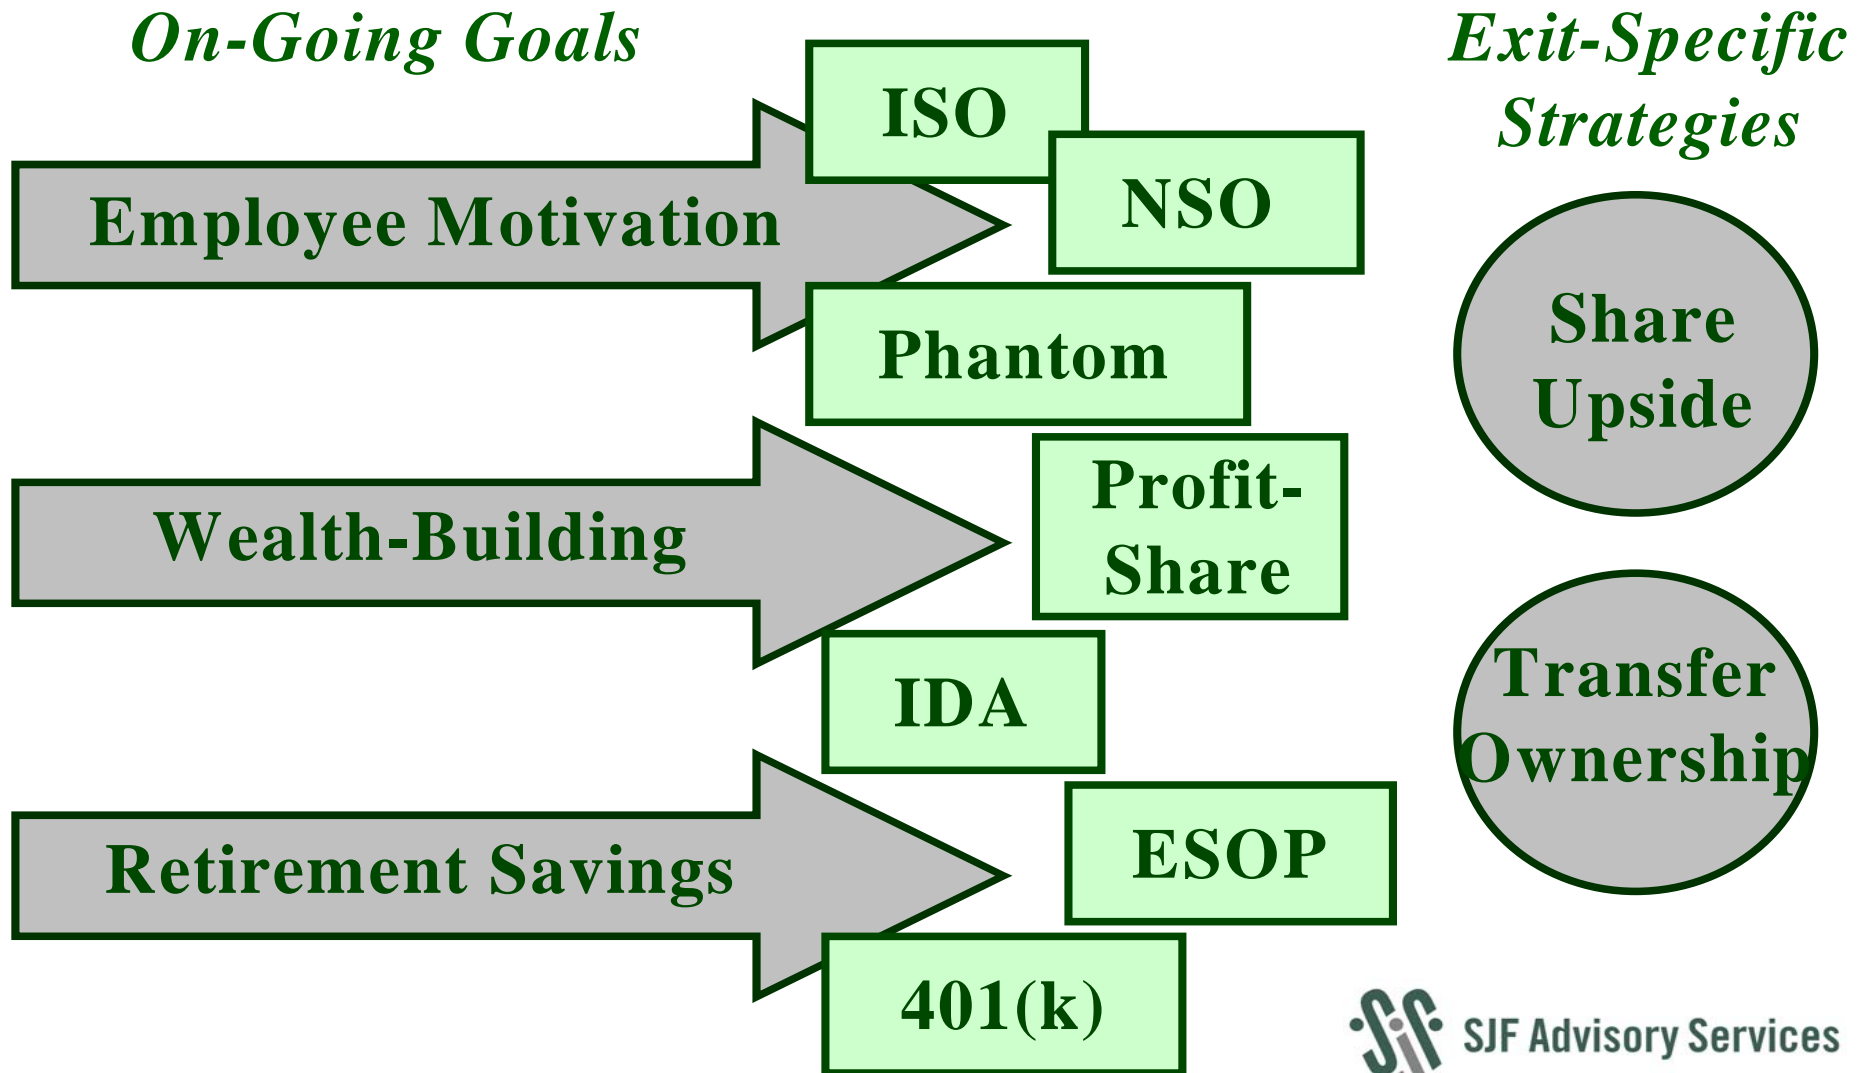 On-Going Goals
Exit-Specific
Strategies
ISO
NSO
Employee Motivation
Phantom
Share
Upside
Profit-
Share
Wealth-Building
IDA
Transfer
Ownership
ESOP
Retirement Savings
401(k)
SJF
SJF Advisory Services